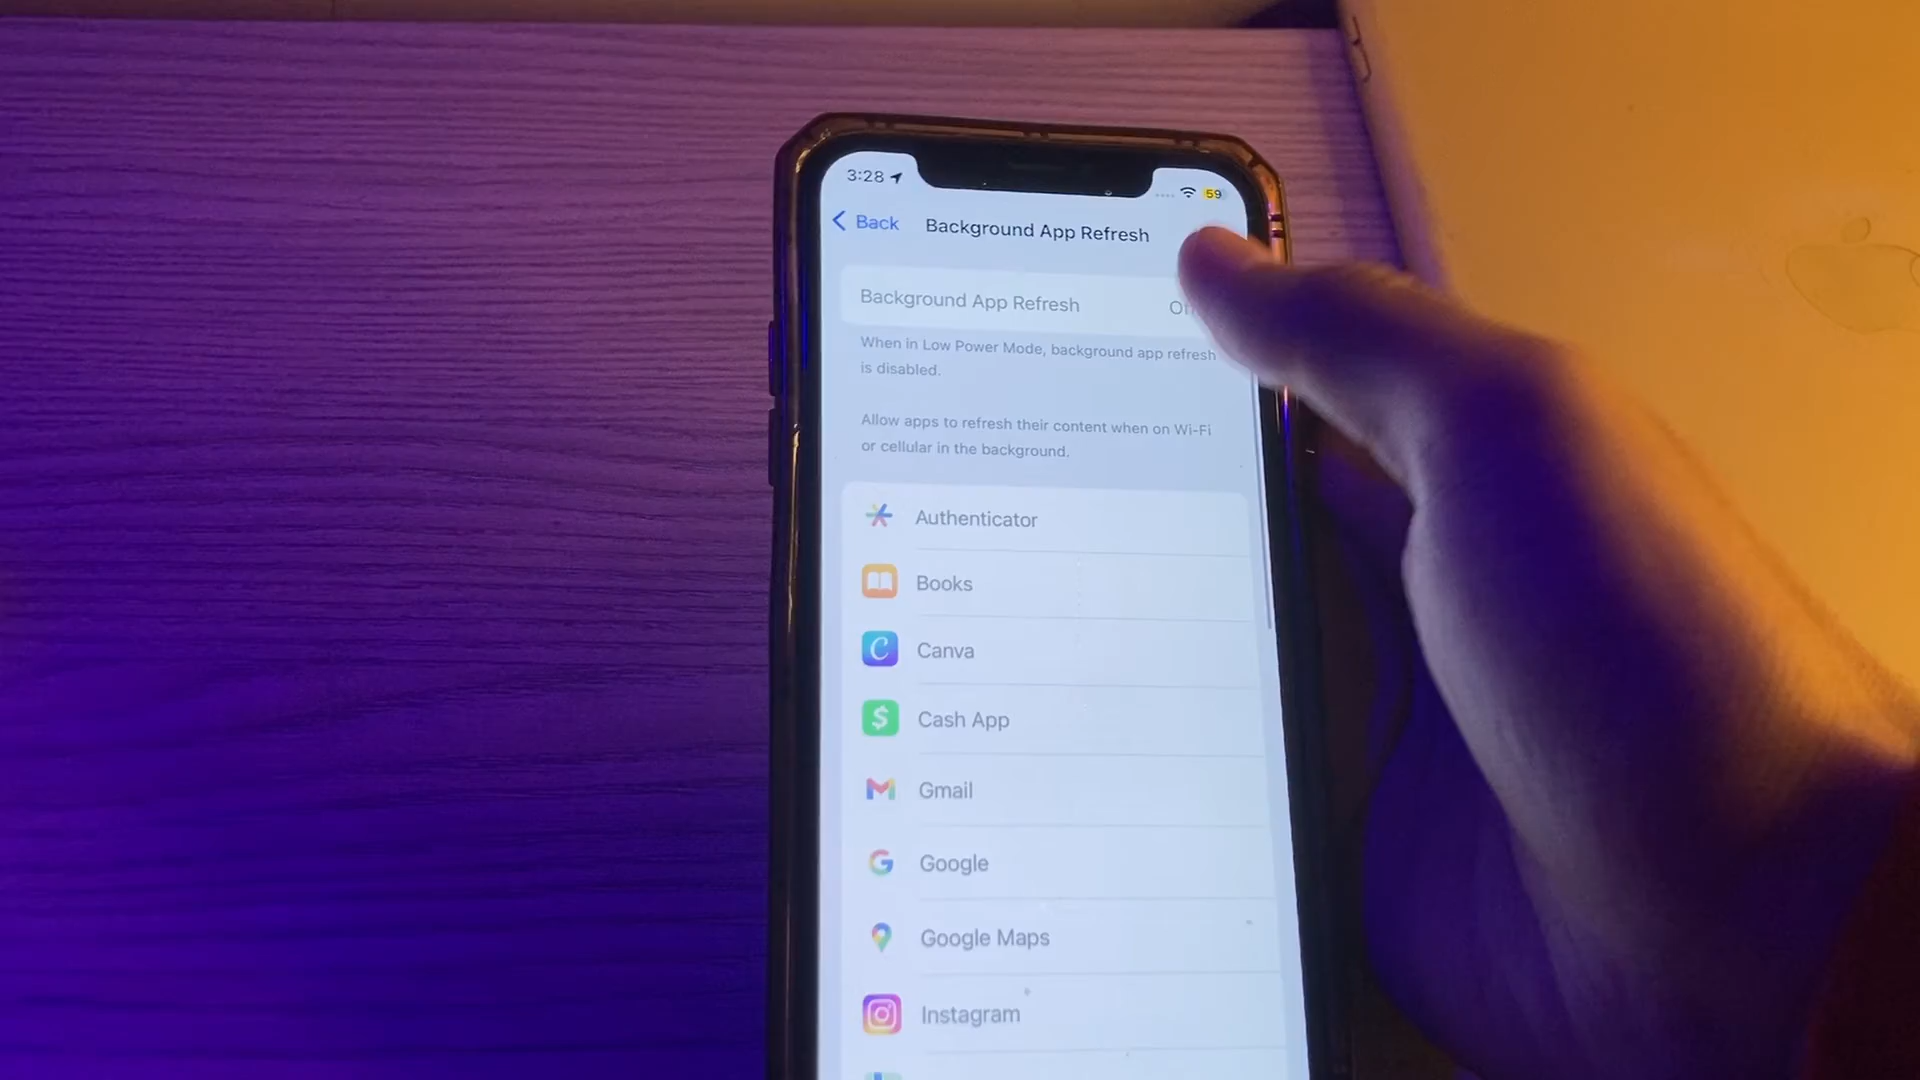 3:28
59
Back
Background App Refresh
Background App Refresh
When in Low Power Mode, background app refresh
is disabled.
Allow apps to refresh their content when on Wi-Fi
or cellular in the background.
Authenticator
Books
Canva
Cash App
Gmail
Google
Google Maps
Instagram